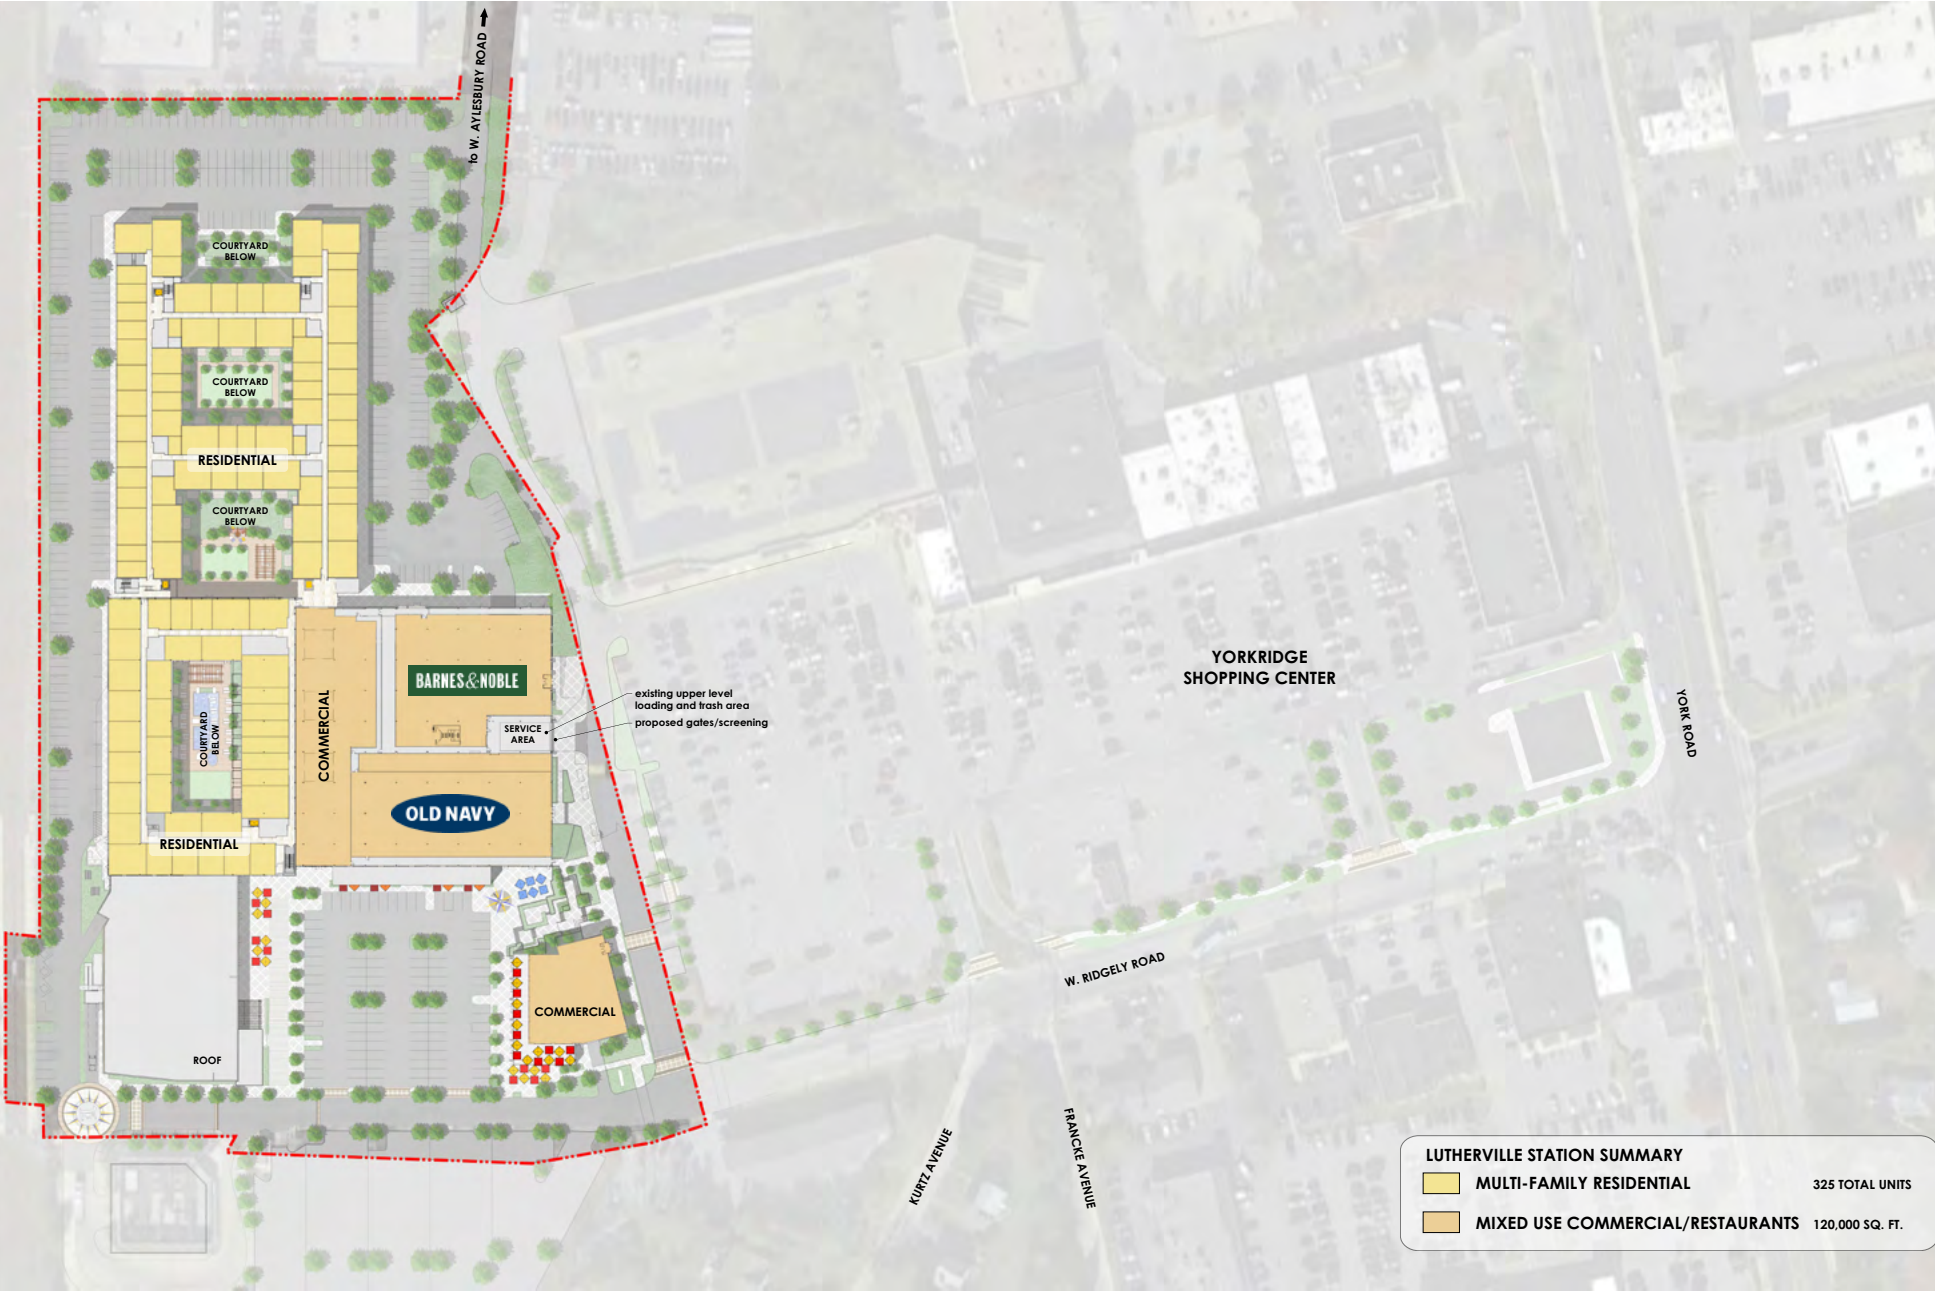 to W. AYLESBURY ROAD
COURTYARD
BELOW
COURTYARD
BELOW
RESIDENTIAL
COURTYARD
BELOW
BARNES&NOBLE
existing upper level
loading and trash area
proposed gates/screening
SERVICE
AREA
COMMERCIAL
COURTYARD
BELOW
OLD NAVY
RESIDENTIAL
YORKRIDGE
SHOPPING CENTER
YORK ROAD
W. RIDGELY ROAD
COMMERCIAL
ROOF
KURTZ AVENUE
FRANCKE AVENUE
LUTHERVILLE STATION SUMMARY
MULTI-FAMILY RESIDENTIAL 325 TOTAL UNITS
MIXED USE COMMERCIAL/RESTAURANTS 120,000 SQ. FT.